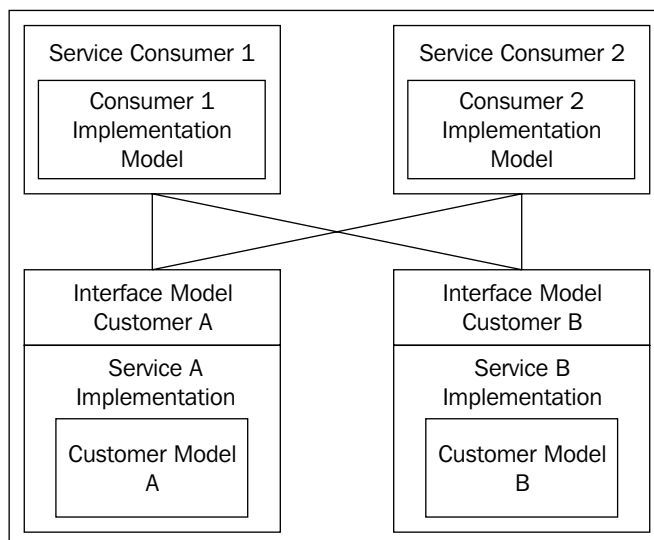 Service Consumer 1
Consumer 1
Implementation
Model
Service Consumer 2
Consumer 2
Implementation
Model
Interface Model
Customer A
Service A
Implementation
Customer Model
A
Interface Model
Customer B
Service B
Implementation
Customer Model
B